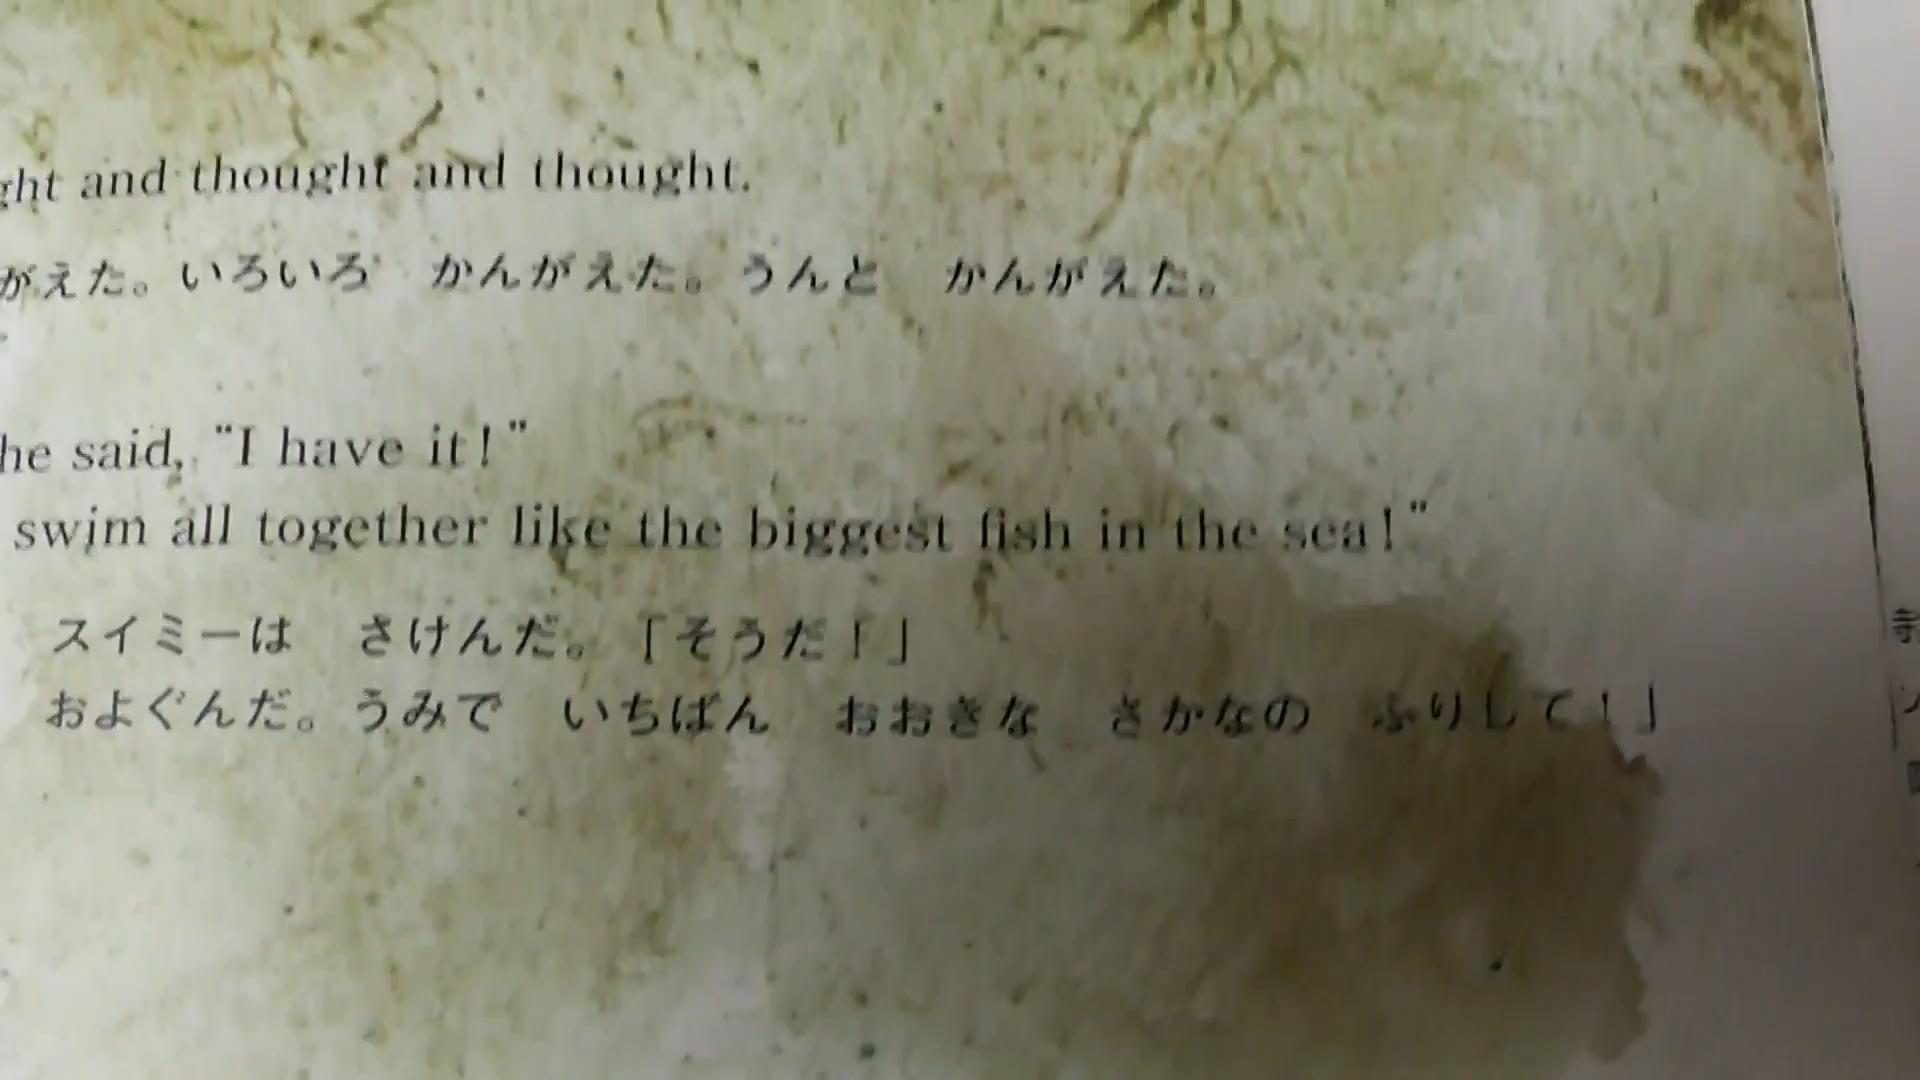 ght and thought and thought.
がえた。いろいろ かんがえた。うんと かんがえた。
he said, “I have it!”
swim all together like the biggest fish in the sea!”
スイミーは さけんだ。「そうだ!」
およぐんだ。うみで いちばん おおきな さかなの ふりして!」